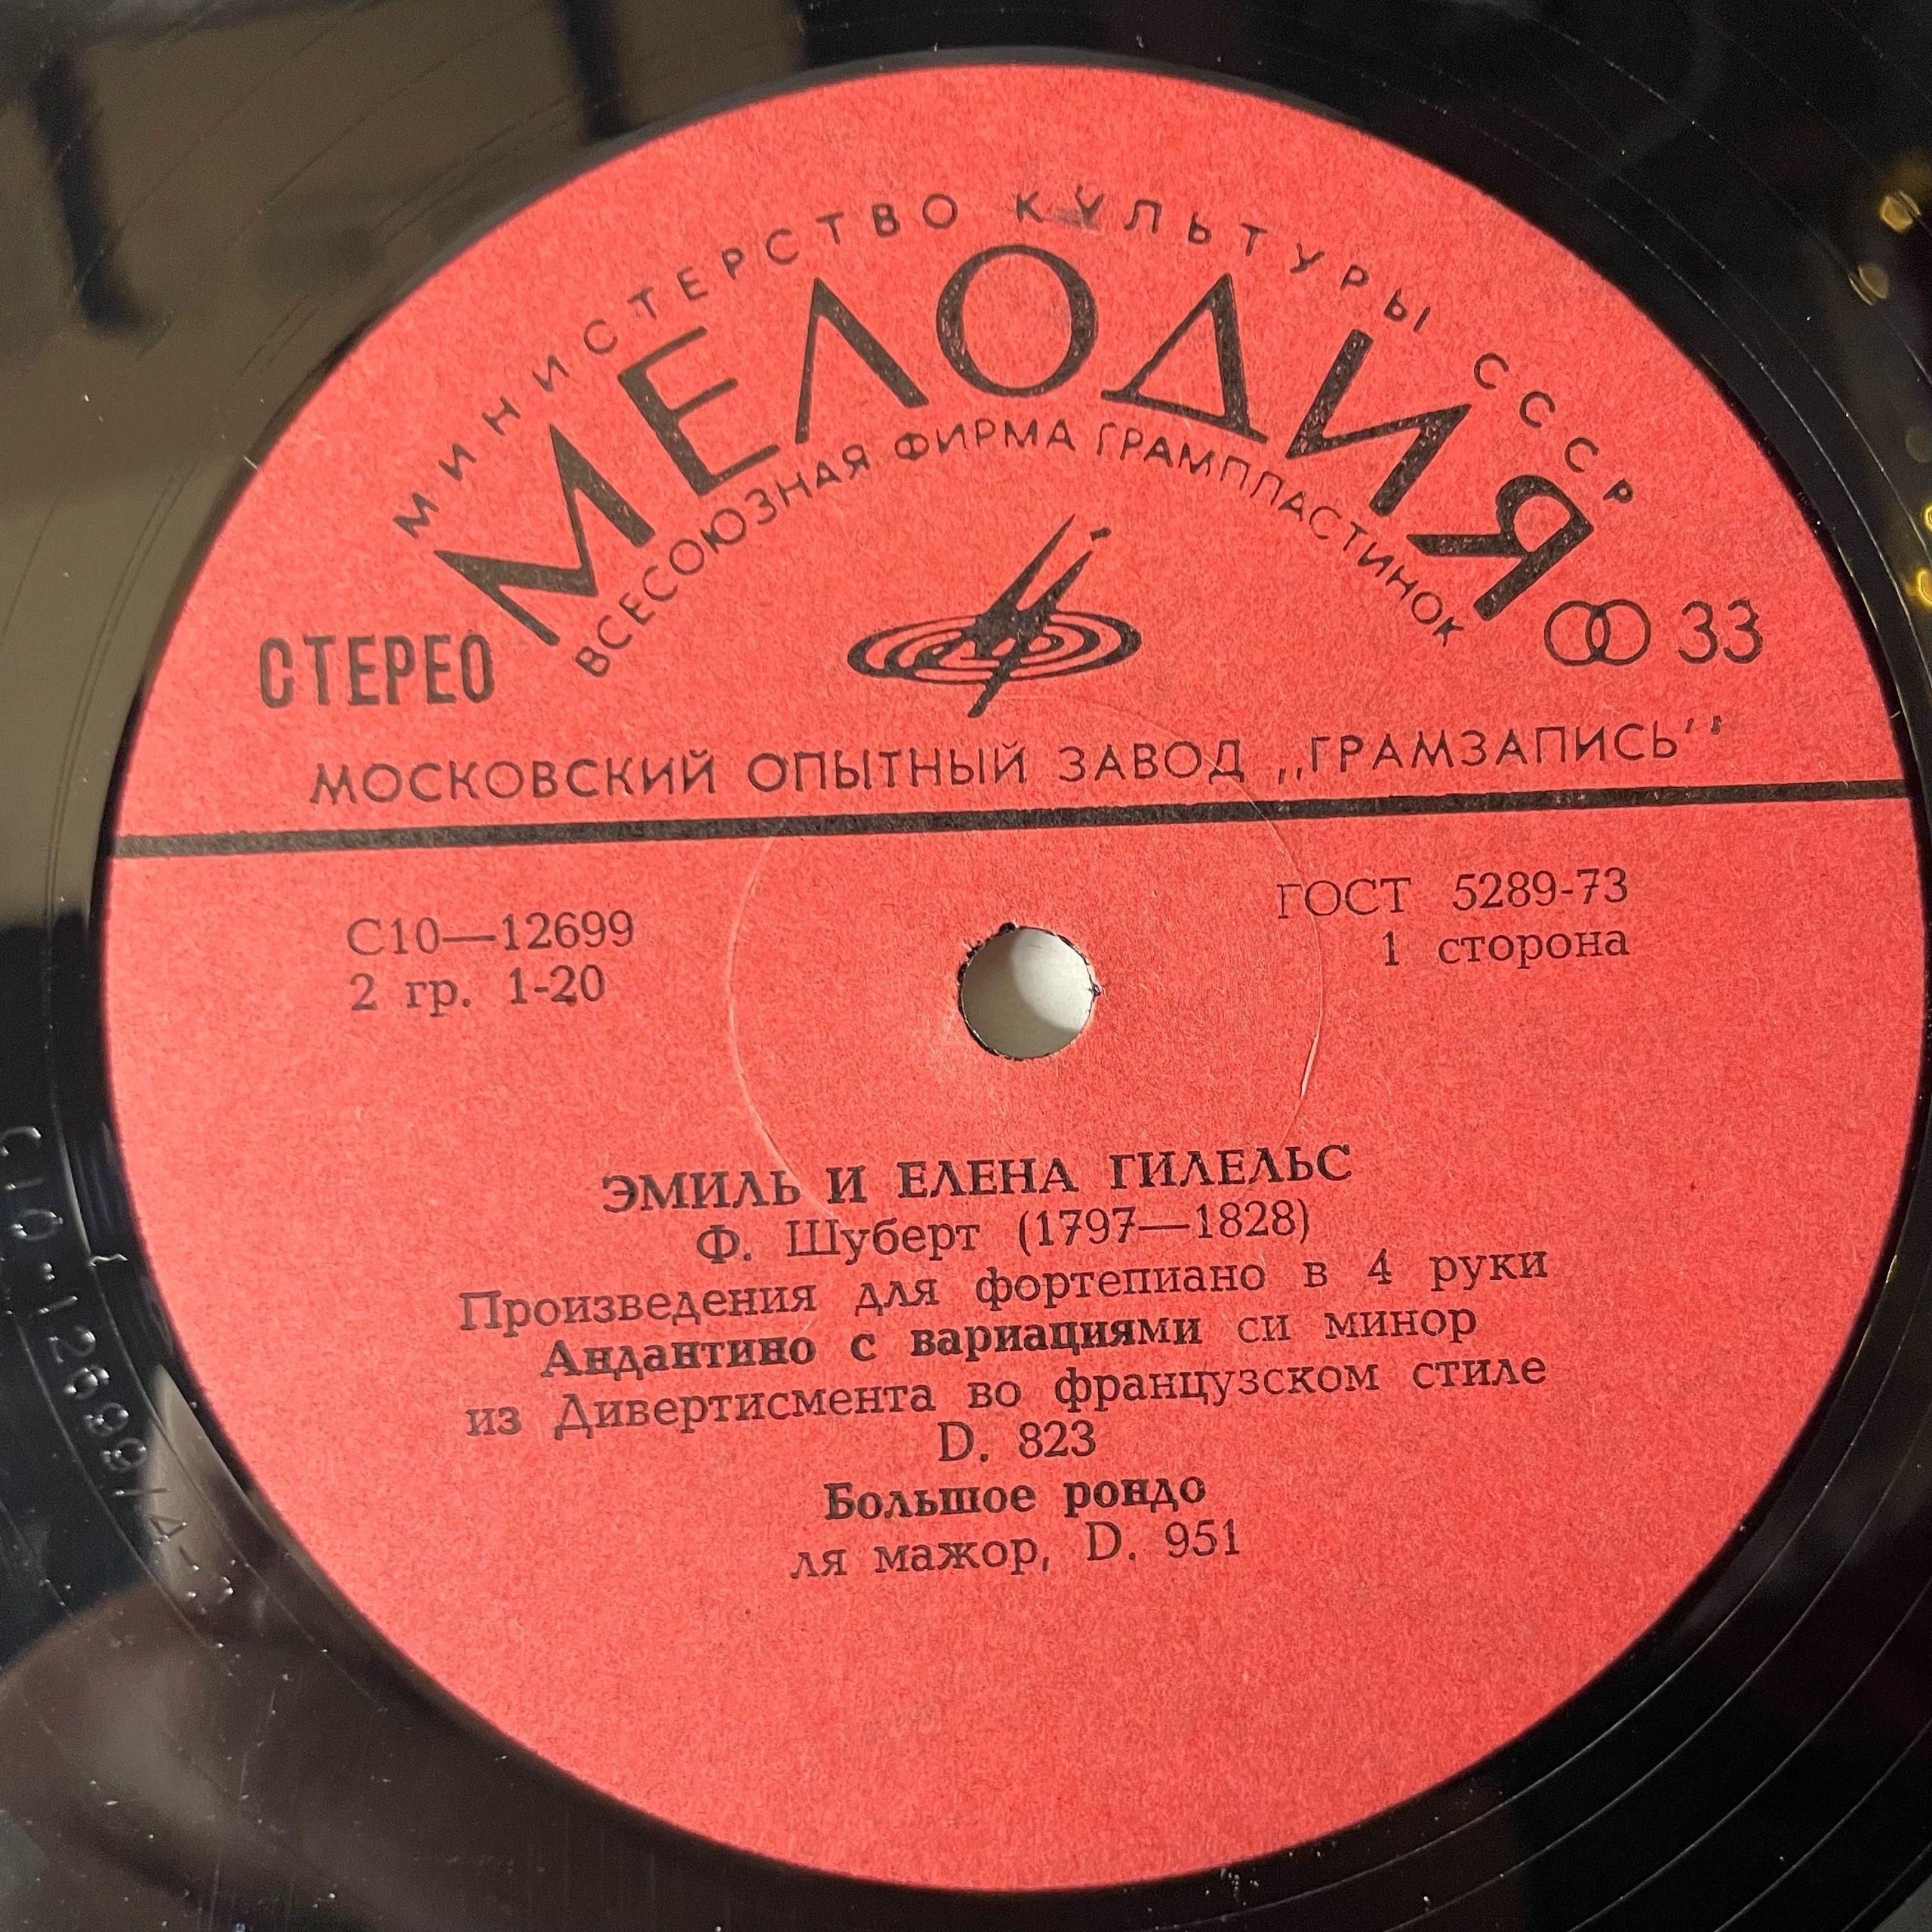 МИНИСТЕРСТВО КУЛЬТУРЫ СССР
МЕЛОДИЯ
ВСЕСОЮЗНАЯ ФИРМА ГРАМПЛАСТИНОК
СТЕРЕО
33
МОСКОВСКИЙ ОПЫТНЫЙ ЗАВОД ,,ГРАМЗАПИСЬ''
С10—12699
2 гр. 1-20
ГОСТ 5289-73
1 сторона
ЭМИЛЬ И ЕЛЕНА ГИЛЕЛЬС
Ф. Шуберт (1797—1828)
Произведения для фортепиано в 4 руки
Андантино с вариациями си минор
из Дивертисмента во французском стиле
D. 823
Большое рондо
ля мажор, D. 951